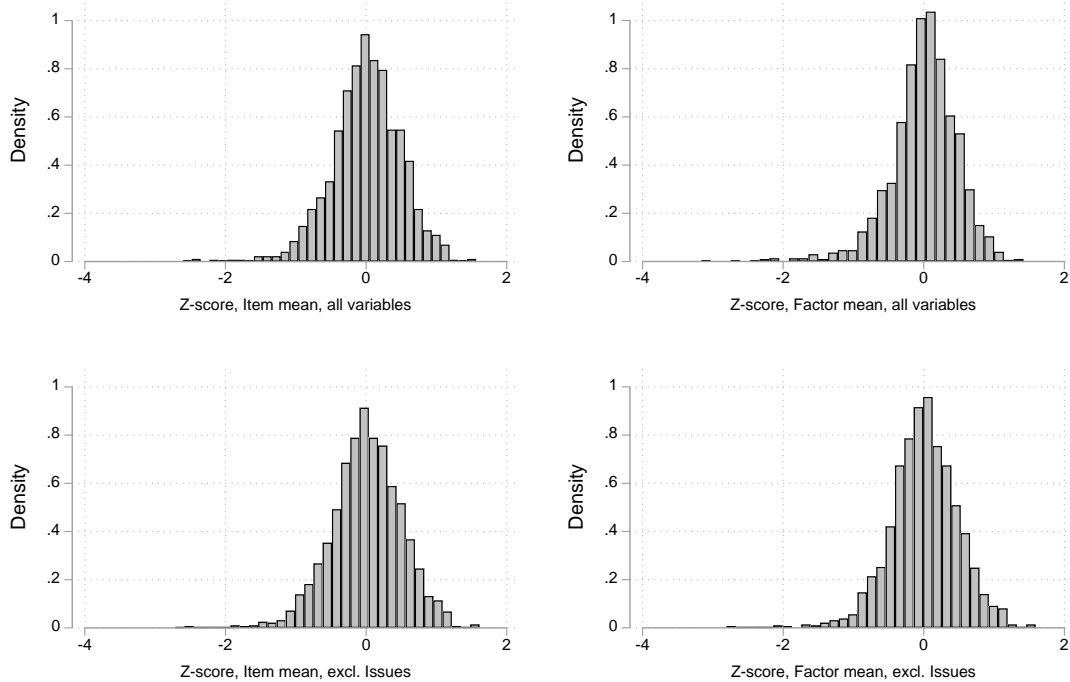 1
.8
.6
.4
.2
0
Density
-4 -2 0 2
Z-score, Item mean, all variables
1
.8
.6
.4
.2
0
Density
-4 -2 0 2
Z-score, Factor mean, all variables
1
.8
.6
.4
.2
0
Density
-4 -2 0 2
Z-score, Item mean, excl. Issues
1
.8
.6
.4
.2
0
Density
-4 -2 0 2
Z-score, Factor mean, excl. Issues